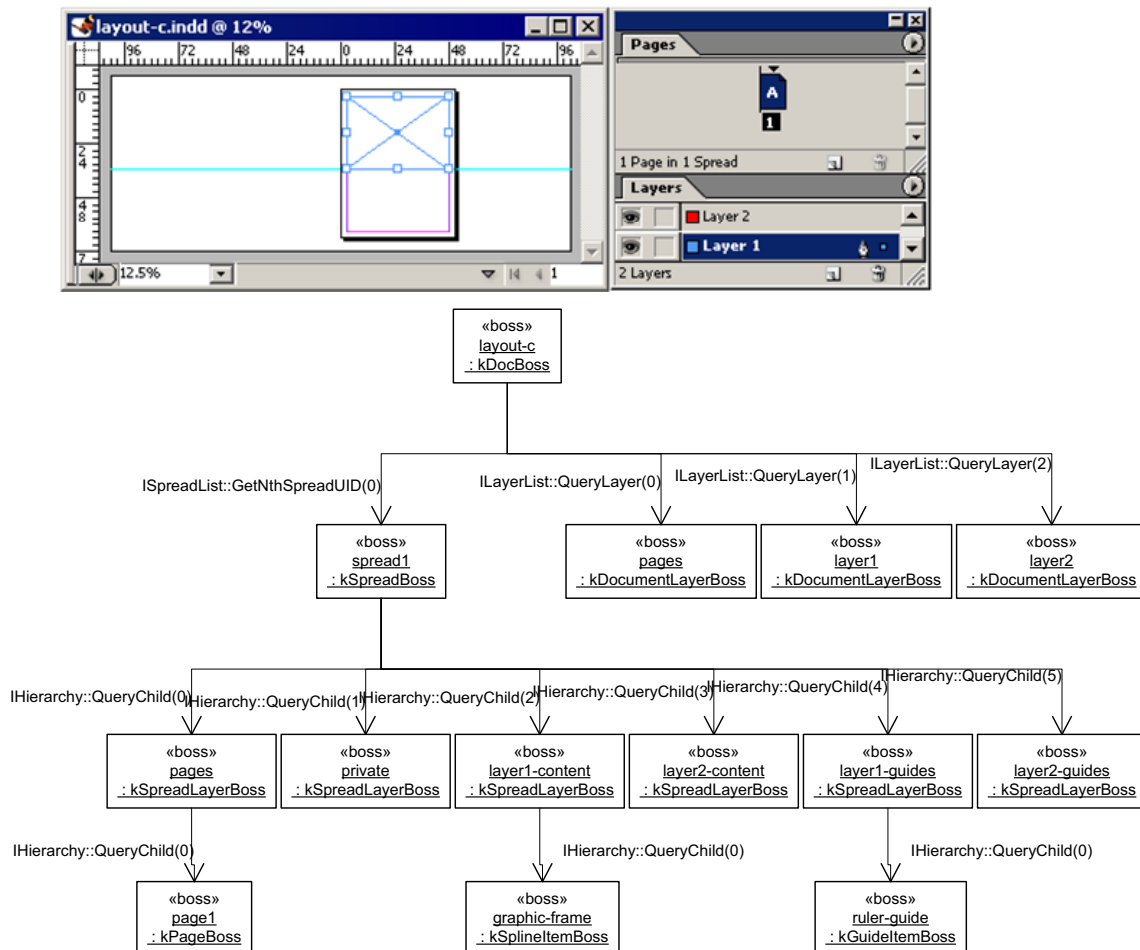 layout-c.indd @ 12%
96 72 48 24 0 24 48 72 96
0
24
48
7
12.5%
1
Pages
A
1
1 Page in 1 Spread
Layers
Layer 2
Layer 1
2 Layers
«boss»
layout-c
: kDocBoss
ISpreadList::GetNthSpreadUID(0)
ILayerList::QueryLayer(0)
ILayerList::QueryLayer(1)
ILayerList::QueryLayer(2)
«boss»
spread1
: kSpreadBoss
«boss»
pages
: kDocumentLayerBoss
«boss»
layer1
: kDocumentLayerBoss
«boss»
layer2
: kDocumentLayerBoss
IHierarchy::QueryChild(0)
IHierarchy::QueryChild(1)
IHierarchy::QueryChild(2)
IHierarchy::QueryChild(3)
IHierarchy::QueryChild(4)
IHierarchy::QueryChild(5)
«boss»
pages
: kSpreadLayerBoss
«boss»
private
: kSpreadLayerBoss
«boss»
layer1-content
: kSpreadLayerBoss
«boss»
layer2-content
: kSpreadLayerBoss
«boss»
layer1-guides
: kSpreadLayerBoss
«boss»
layer2-guides
: kSpreadLayerBoss
IHierarchy::QueryChild(0)
IHierarchy::QueryChild(0)
IHierarchy::QueryChild(0)
«boss»
page1
: kPageBoss
«boss»
graphic-frame
: kSplineItemBoss
«boss»
ruler-guide
: kGuideItemBoss